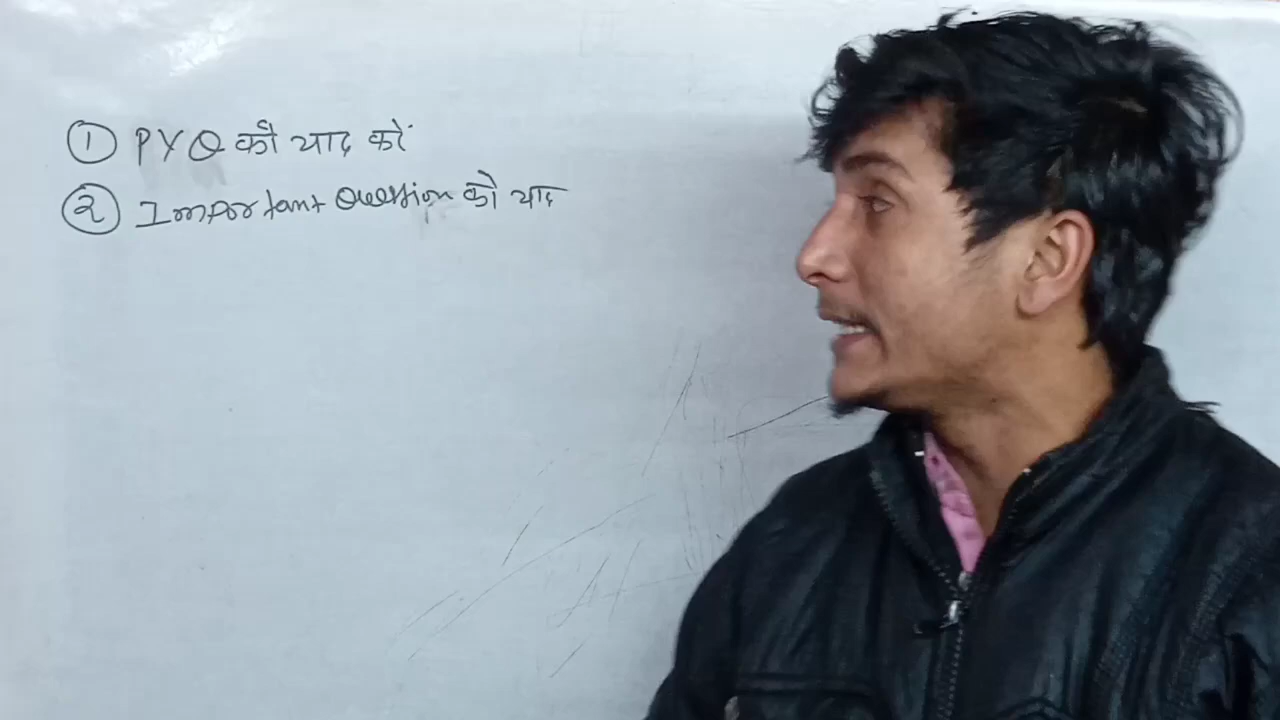 ① PYQ को याद करें
② Important Question को याद